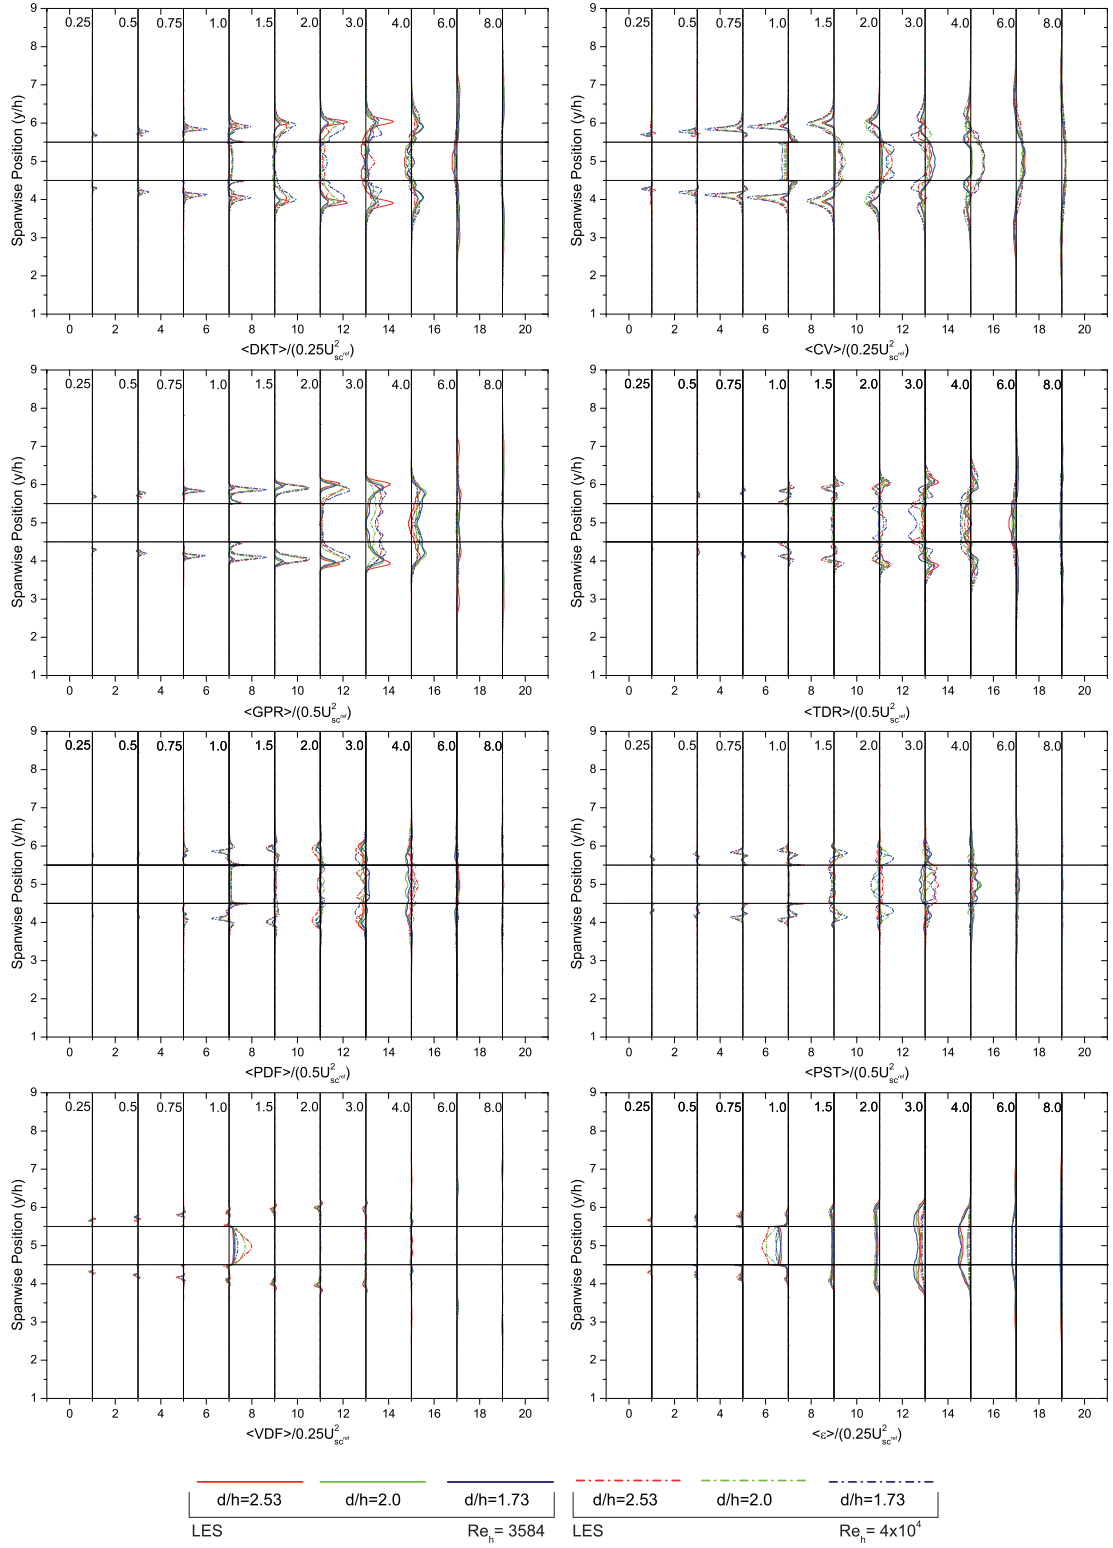 0.25 0.5 0.75 1.0 1.5 2.0 3.0 4.0 6.0 8.0
9
8
7
6
5
4
3
2
1
Spanwise Position (y/h)
0 2 4 6 8 10 12 14 16 18 20
<DKT>/(0.25U²scʳᵉᶠ)
0.25 0.5 0.75 1.0 1.5 2.0 3.0 4.0 6.0 8.0
9
8
7
6
5
4
3
2
1
Spanwise Position (y/h)
0 2 4 6 8 10 12 14 16 18 20
<CV>/(0.25U²scʳᵉᶠ)
0.25 0.5 0.75 1.0 1.5 2.0 3.0 4.0 6.0 8.0
9
8
7
6
5
4
3
2
1
Spanwise Position (y/h)
0 2 4 6 8 10 12 14 16 18 20
<GPR>/(0.5U²scʳᵉᶠ)
0.25 0.5 0.75 1.0 1.5 2.0 3.0 4.0 6.0 8.0
9
8
7
6
5
4
3
2
1
Spanwise Position (y/h)
0 2 4 6 8 10 12 14 16 18 20
<TDR>/(0.5U²scʳᵉᶠ)
0.25 0.5 0.75 1.0 1.5 2.0 3.0 4.0 6.0 8.0
9
8
7
6
5
4
3
2
1
Spanwise Position (y/h)
0 2 4 6 8 10 12 14 16 18 20
<PDF>/(0.5U²scʳᵉᶠ)
0.25 0.5 0.75 1.0 1.5 2.0 3.0 4.0 6.0 8.0
9
8
7
6
5
4
3
2
1
Spanwise Position (y/h)
0 2 4 6 8 10 12 14 16 18 20
<PST>/(0.5U²scʳᵉᶠ)
0.25 0.5 0.75 1.0 1.5 2.0 3.0 4.0 6.0 8.0
9
8
7
6
5
4
3
2
1
Spanwise Position (y/h)
0 2 4 6 8 10 12 14 16 18 20
<VDF>/0.25U²scʳᵉᶠ
0.25 0.5 0.75 1.0 1.5 2.0 3.0 4.0 6.0 8.0
9
8
7
6
5
4
3
2
1
Spanwise Position (y/h)
0 2 4 6 8 10 12 14 16 18 20
<ε>/(0.25U²scʳᵉᶠ)
d/h=2.53 d/h=2.0 d/h=1.73 d/h=2.53 d/h=2.0 d/h=1.73
LES Reₕ= 3584 LES Reₕ= 4x10⁴